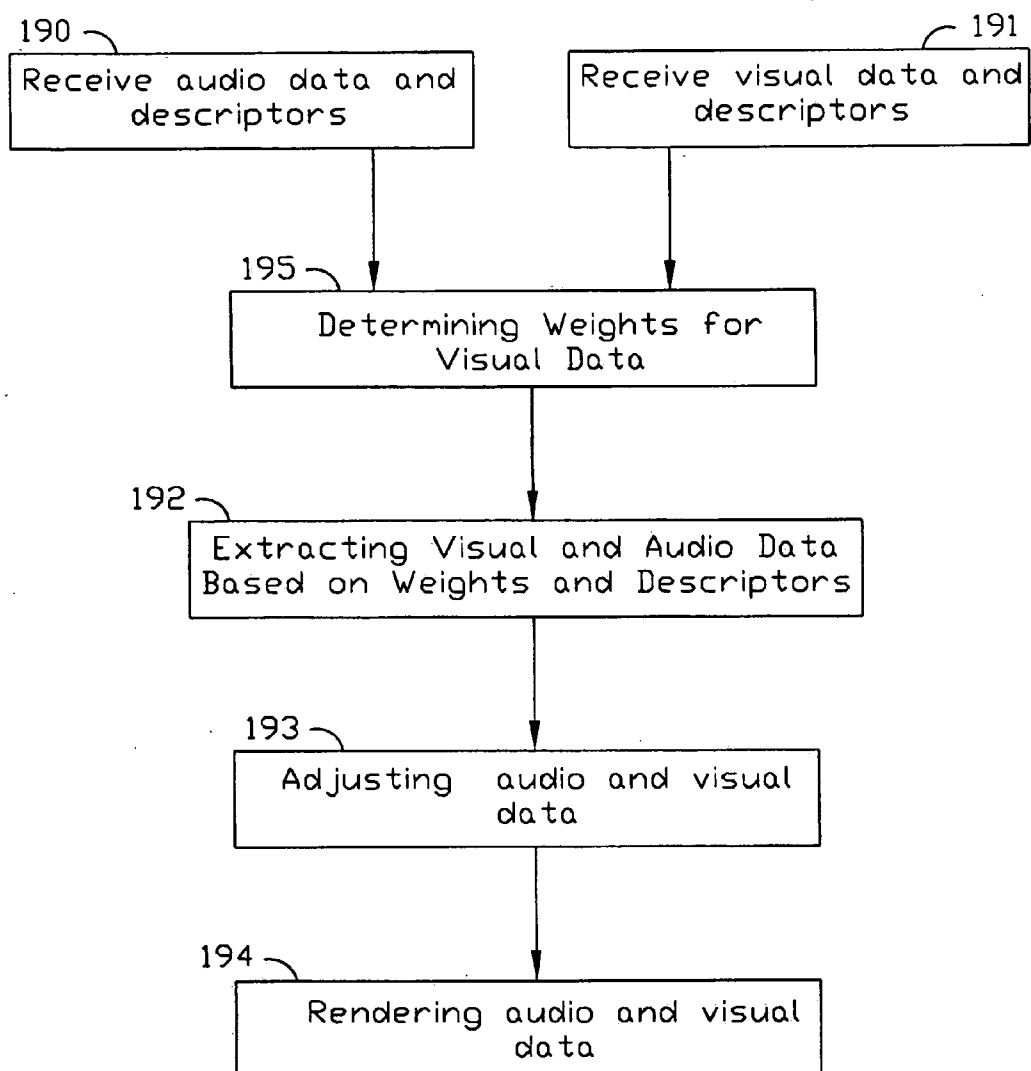 190
Receive audio data and
descriptors
191
Receive visual data and
descriptors
195
Determining Weights for
Visual Data
192
Extracting Visual and Audio Data
Based on Weights and Descriptors
193
Adjusting audio and visual
data
194
Rendering audio and visual
data